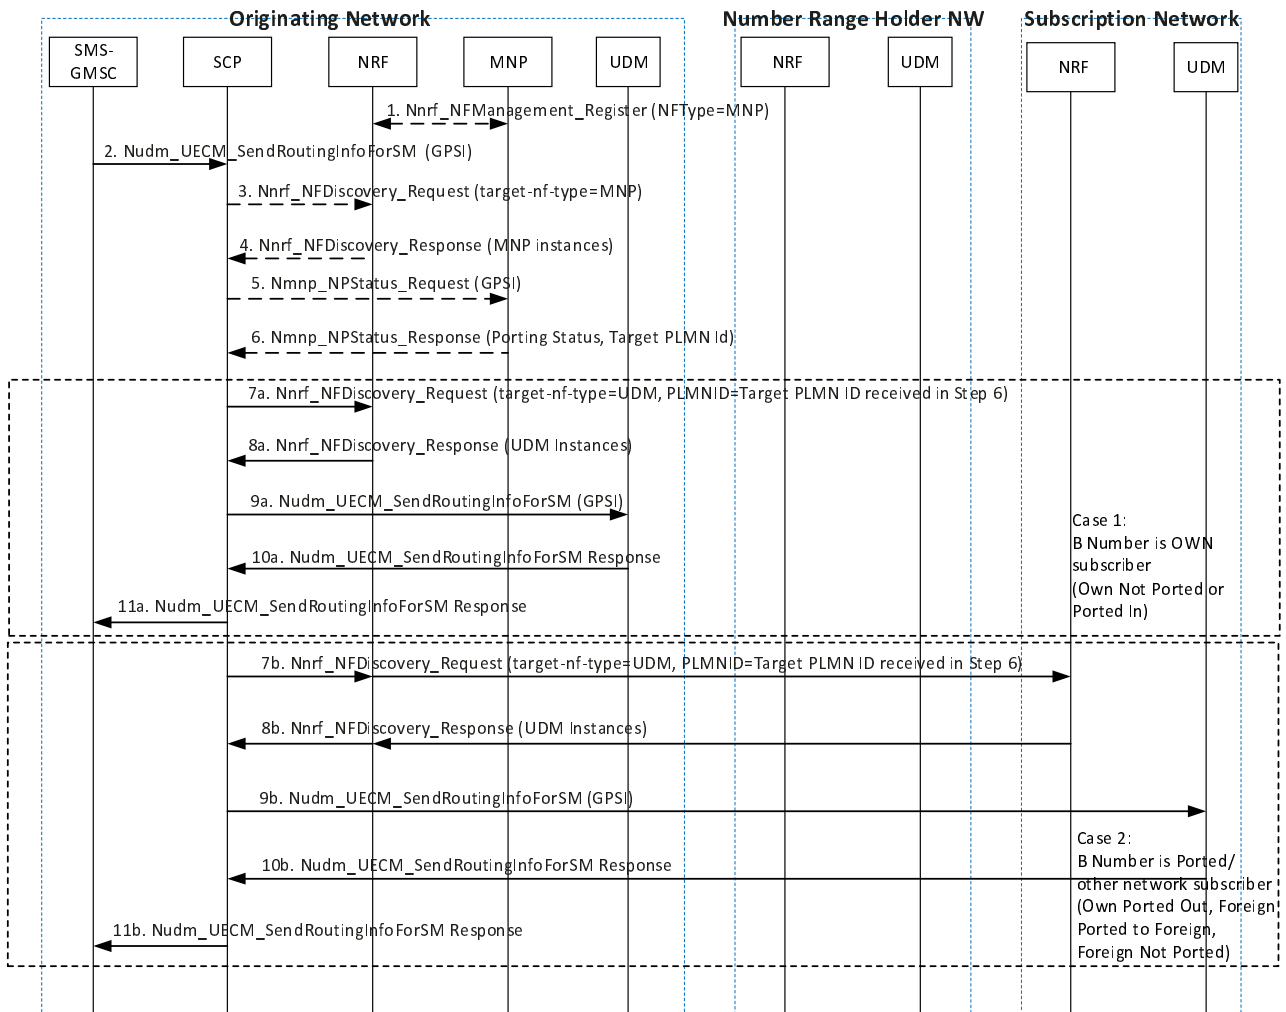 Originating Network
Number Range Holder NW
Subscription Network
SMS-
GMSC
SCP
NRF
MNP
UDM
NRF
UDM
NRF
UDM
1. Nnrf_NFManagement_Register (NFType=MNP)
2. Nudm_UECM_SendRoutingInfoForSM (GPSI)
3. Nnrf_NFDiscovery_Request (target-nf-type=MNP)
4. Nnrf_NFDiscovery_Response (MNP instances)
5. Nmnp_NPStatus_Request (GPSI)
6. Nmnp_NPStatus_Response (Porting Status, Target PLMN Id)
7a. Nnrf_NFDiscovery_Request (target-nf-type=UDM, PLMNID=Target PLMN ID received in Step 6)
8a. Nnrf_NFDiscovery_Response (UDM Instances)
9a. Nudm_UECM_SendRoutingInfoForSM (GPSI)
10a. Nudm_UECM_SendRoutingInfoForSM Response
11a. Nudm_UECM_SendRoutingInfoForSM Response
Case 1:
B Number is OWN
subscriber
(Own Not Ported or
Ported In)
7b. Nnrf_NFDiscovery_Request (target-nf-type=UDM, PLMNID=Target PLMN ID received in Step 6)
8b. Nnrf_NFDiscovery_Response (UDM Instances)
9b. Nudm_UECM_SendRoutingInfoForSM (GPSI)
10b. Nudm_UECM_SendRoutingInfoForSM Response
11b. Nudm_UECM_SendRoutingInfoForSM Response
Case 2:
B Number is Ported/
other network subscriber
(Own Ported Out, Foreign
Ported to Foreign,
Foreign Not Ported)